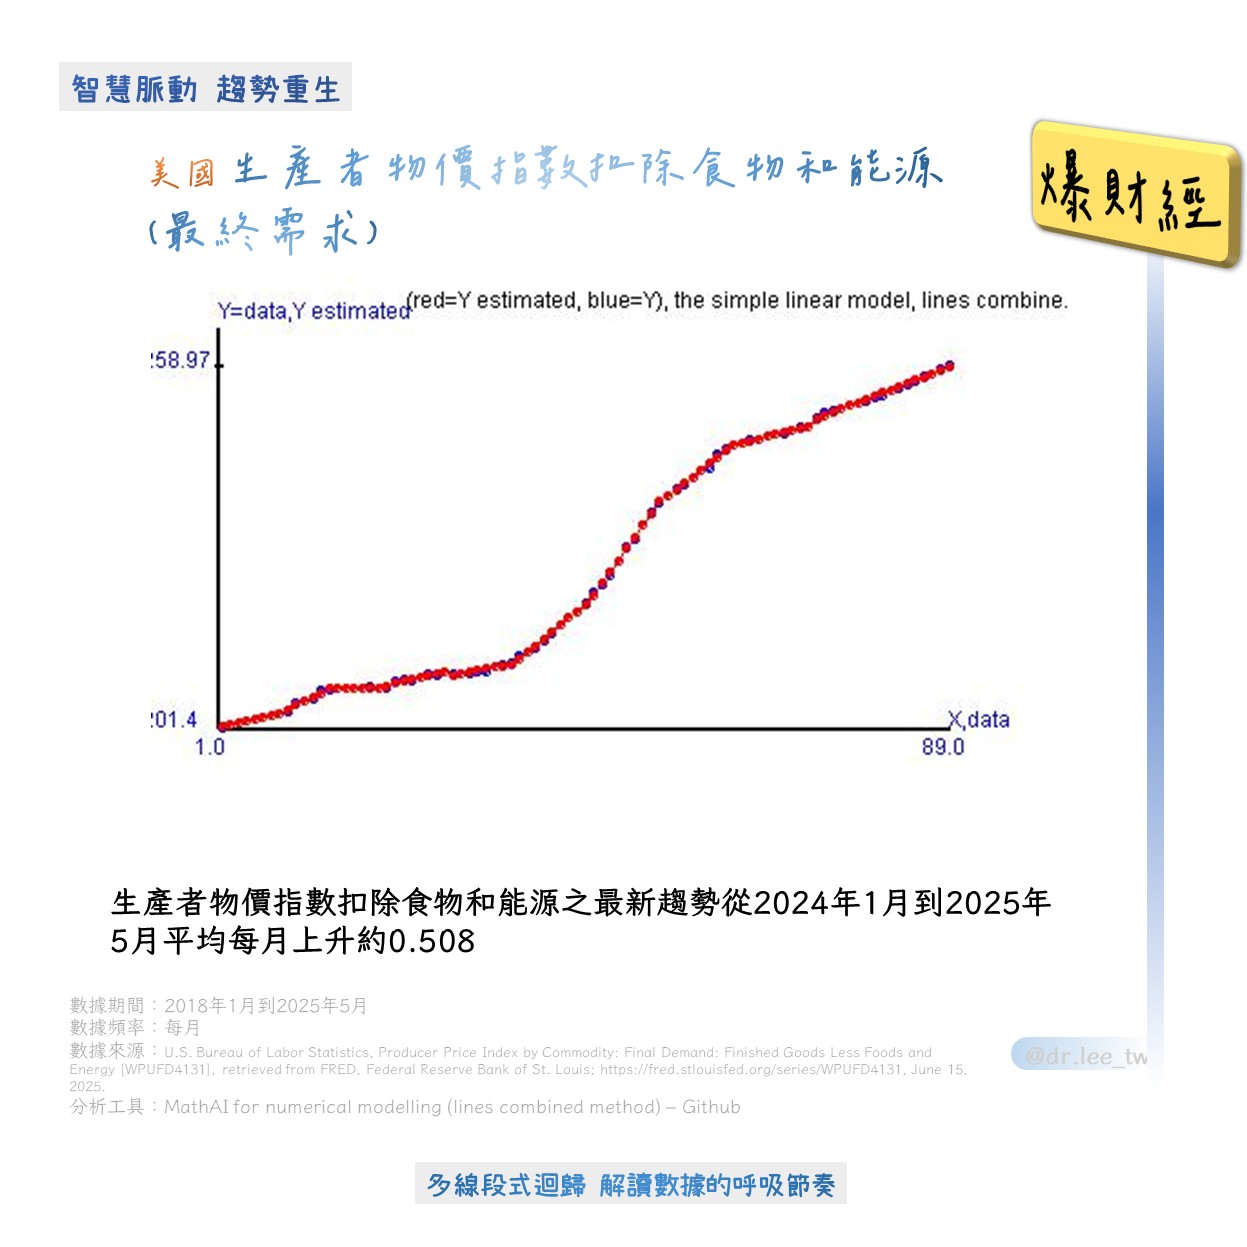 智慧脈動 趨勢重生
美國生產者物價指數扣除食物和能源
(最終需求)
爆財經
Y=data,Y estimated
(red=Y estimated, blue=Y), the simple linear model, lines combine.
:58.97
:01.4
X,data
1.0
89.0
生產者物價指數扣除食物和能源之最新趨勢從2024年1月到2025年
5月平均每月上升約0.508
數據期間：2018年1月到2025年5月
數據頻率：每月
數據來源：U.S. Bureau of Labor Statistics, Producer Price Index by Commodity: Final Demand: Finished Goods Less Foods and
Energy [WPUFD4131], retrieved from FRED, Federal Reserve Bank of St. Louis; https://fred.stlouisfed.org/series/WPUFD4131, June 15,
2025.
分析工具：MathAI for numerical modelling (lines combined method) – Github
@dr.lee_tw
多線段式迴歸 解讀數據的呼吸節奏